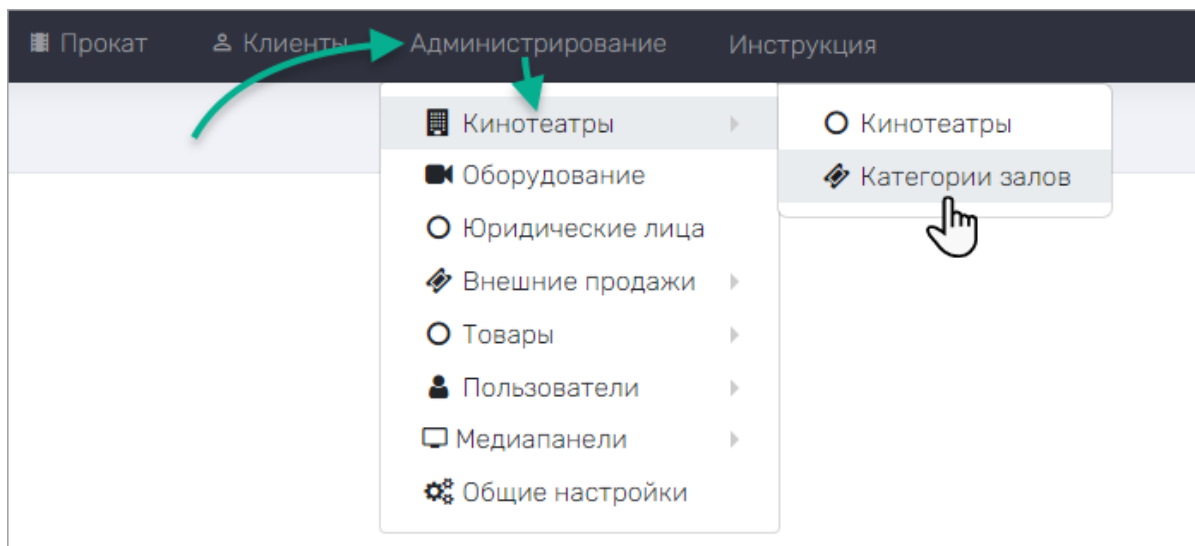 Прокат Клиенты Администрирование Инструкция
Кинотеатры
Оборудование
Юридические лица
Внешние продажи
Товары
Пользователи
Медиапанели
Общие настройки
Кинотеатры
Категории залов